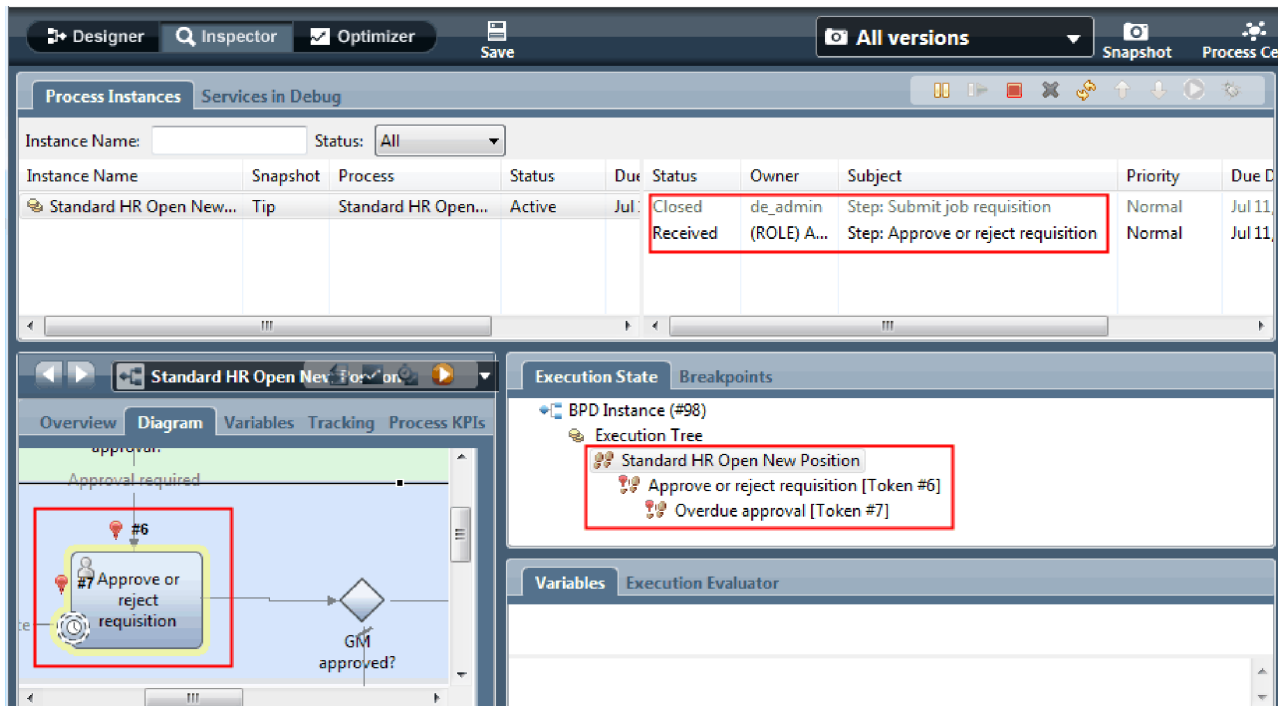 Designer Inspector Optimizer Save All versions Snapshot Process Ce
Process Instances Services in Debug
Instance Name: Status: All
Instance Name Snapshot Process Status Due Status Owner Subject Priority Due D
Standard HR Open New... Tip Standard HR Open... Active Jul Closed de_admin Step: Submit job requisition Normal Jul 11,
Received (ROLE) A... Step: Approve or reject requisition Normal Jul 11,
Standard HR Open New Position
Overview Diagram Variables Tracking Process KPIs
approval?
Approval required
#6
#7 Approve or
reject
requisition
GM
approved?
Execution State Breakpoints
BPD Instance (#98)
Execution Tree
Standard HR Open New Position
Approve or reject requisition [Token #6]
Overdue approval [Token #7]
Variables Execution Evaluator